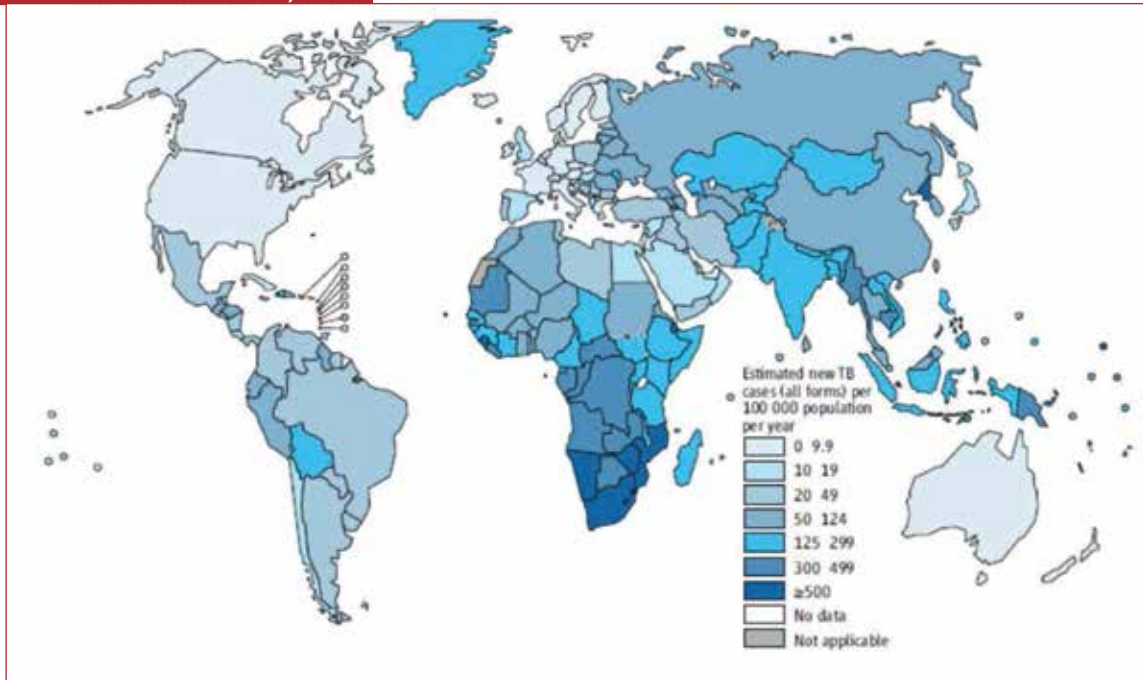 Estimated new TB
cases (all forms) per
100 000 population
per year
0 9.9
10 19
20 49
50 124
125 299
300 499
≥500
No data
Not applicable